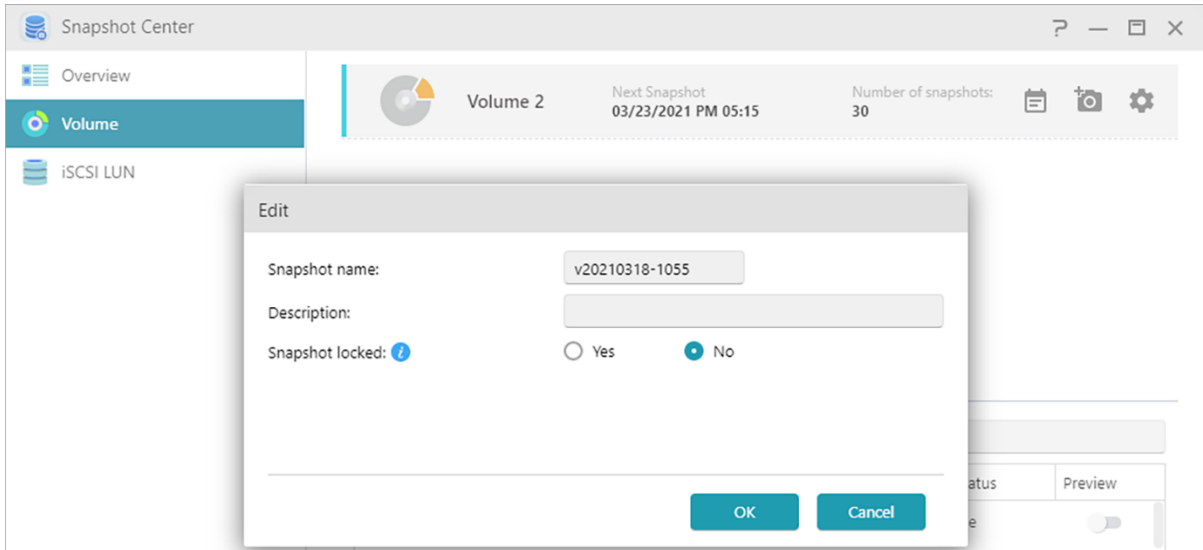 Snapshot Center
Overview
Volume
iSCSI LUN
Volume 2
Next Snapshot
03/23/2021 PM 05:15
Number of snapshots:
30
Edit
Snapshot name:
v20210318-1055
Description:
Snapshot locked:
Yes
No
OK
Cancel
atus
Preview
e